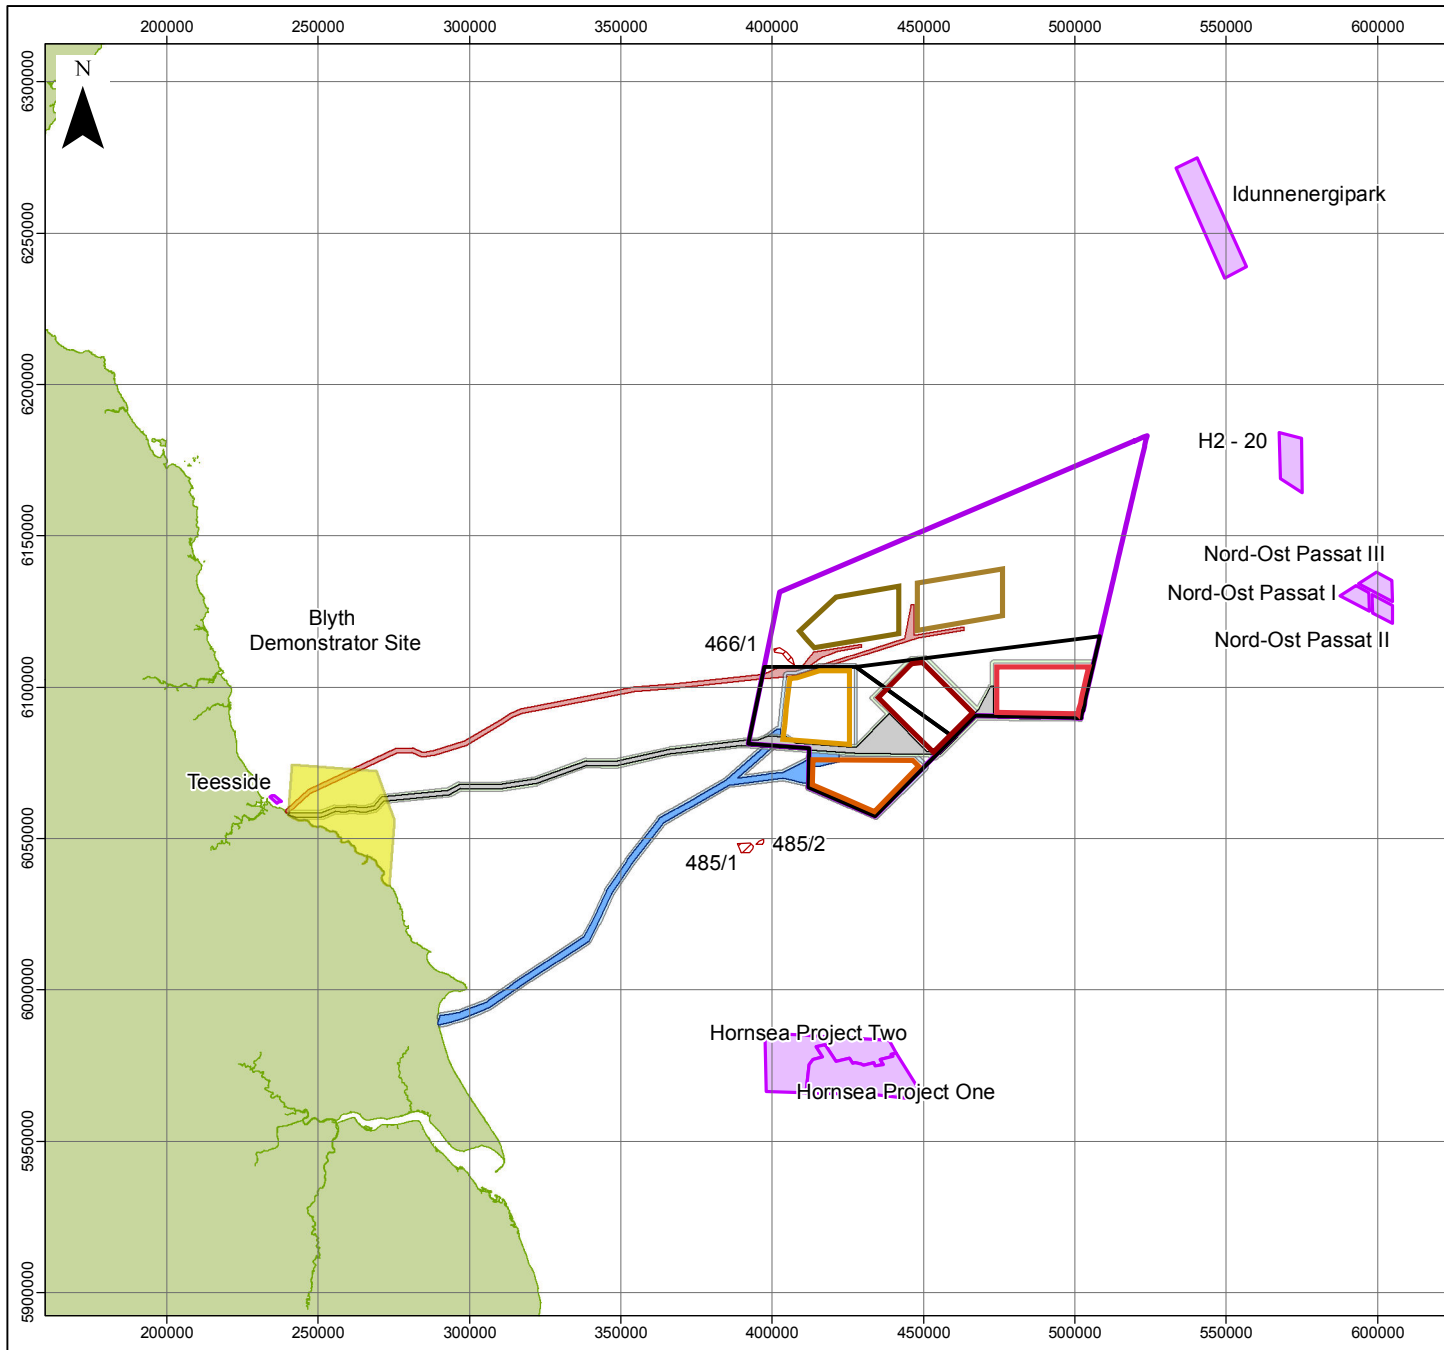 200000 250000 300000 350000 400000 450000 500000 550000 600000
N
6300000
Idunnenergipark
6250000
6200000
H2 - 20
6150000
Nord-Ost Passat III
Nord-Ost Passat I
Blyth
Demonstrator Site
466/1
Nord-Ost Passat II
6100000
Teesside
6050000
485/2
485/1
6000000
Hornsea Project Two
Hornsea Project One
5950000
5900000
200000 250000 300000 350000 400000 450000 500000 550000 600000